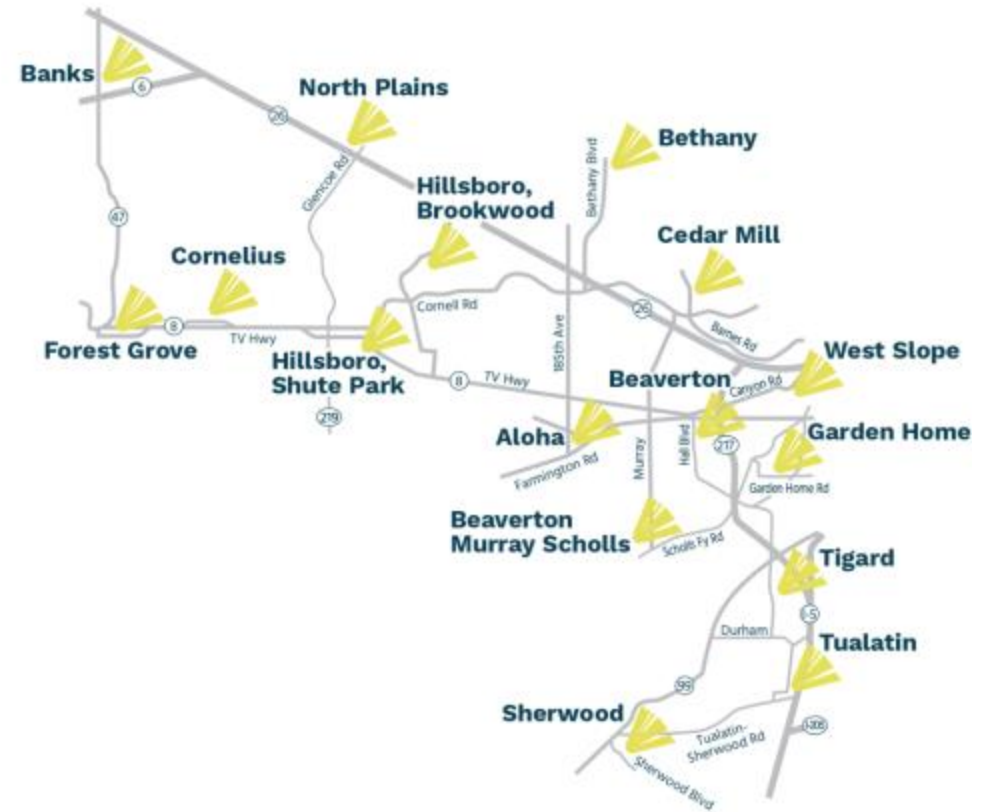 Banks
6
26
North Plains
Glencoe Rd
Bethany
Bethany Blvd
Hillsboro,
Brookwood
47
Cornelius
Cedar Mill
Cornell Rd
26
185th Ave
Barnes Rd
8
TV Hwy
Forest Grove
Hillsboro,
Shute Park
8
TV Hwy
219
West Slope
Beaverton
Canyon Rd
Aloha
Farmington Rd
Murray
Hall Blvd
217
Garden Home
Garden Home Rd
Beaverton
Murray Scholls
Scholls Fy Rd
Tigard
I-5
Durham
Tualatin
99
Sherwood
Tualatin-
Sherwood Rd
I-205
Sherwood Blvd